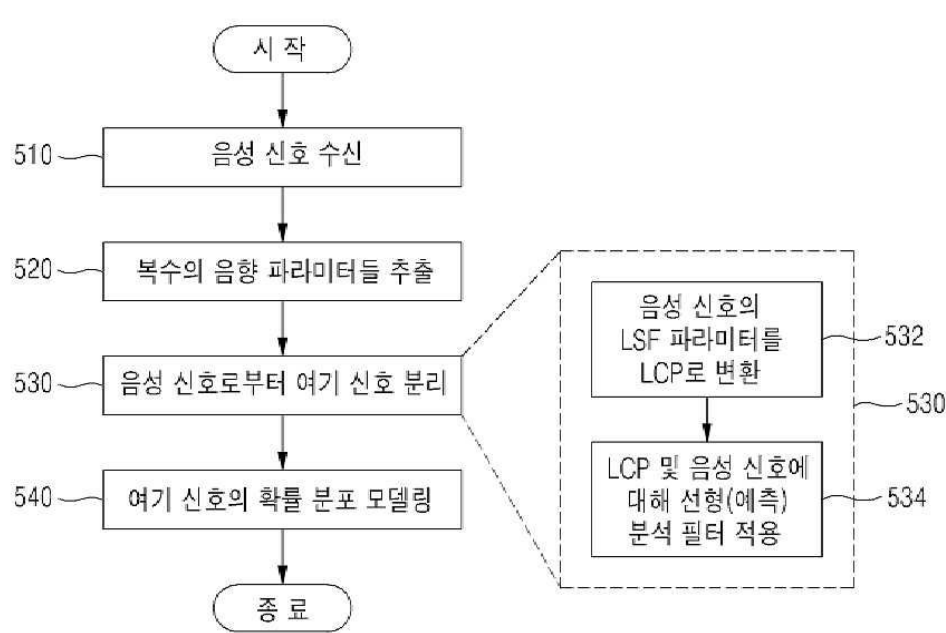 시 작
510
음성 신호 수신
520
복수의 음향 파라미터들 추출
530
음성 신호로부터 여기 신호 분리
540
여기 신호의 확률 분포 모델링
종 료
음성 신호의
LSF 파라미터를
LCP로 변환
532
530
LCP 및 음성 신호에
대해 선형(예측)
분석 필터 적용
534